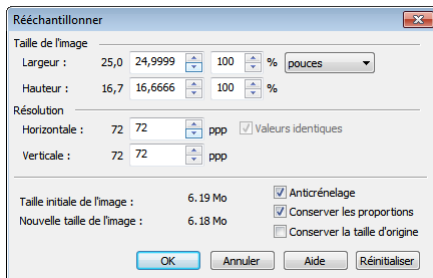 Rééchantillonner
Taille de l'image
Largeur : 25,0 24,9999 100 % pouces
Hauteur : 16,7 16,6666 100 %
Résolution
Horizontale : 72 72 ppp Valeurs identiques
Verticale : 72 72 ppp
Taille initiale de l'image : 6.19 Mo Anticrénelage
Nouvelle taille de l'image : 6.18 Mo Conserver les proportions
Conserver la taille d'origine
OK Annuler Aide Réinitialiser